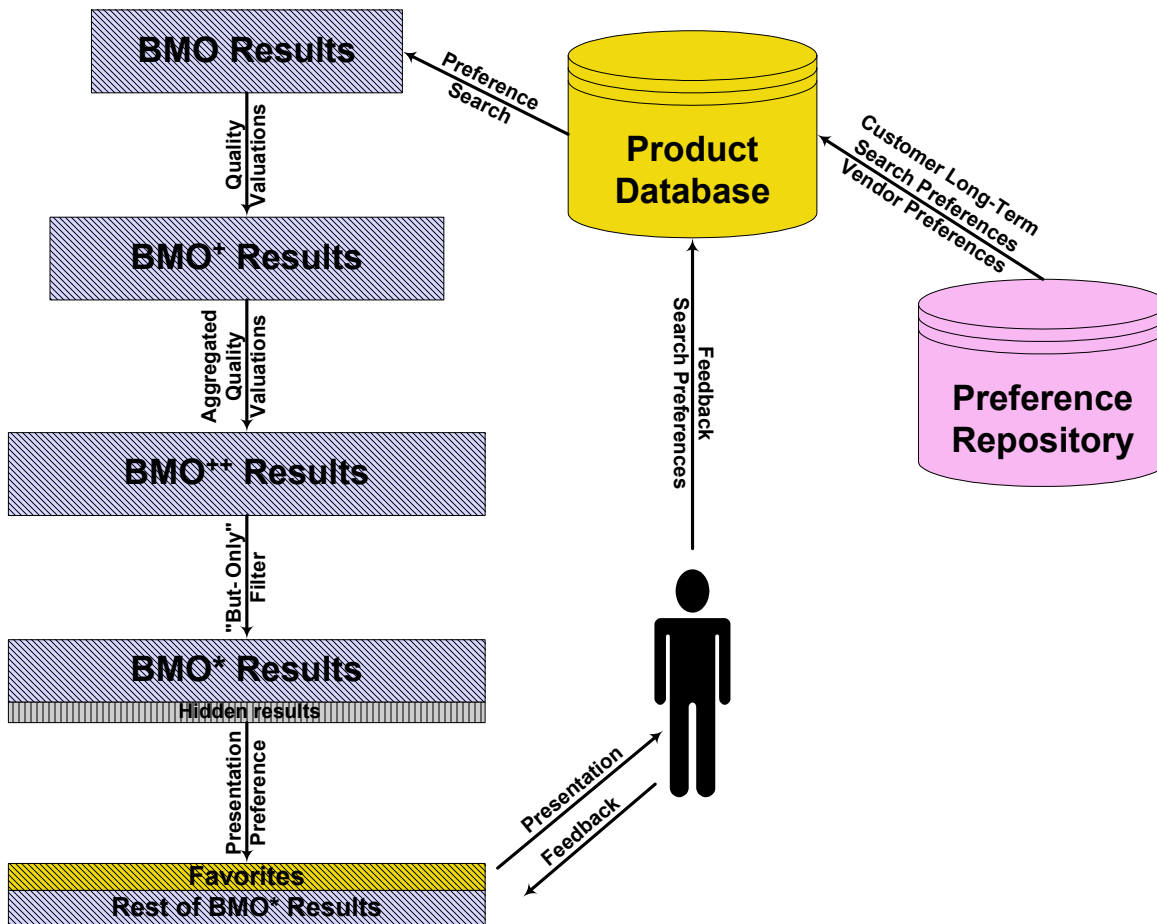 BMO Results
Preference
Search
Product
Database
Customer Long-Term
Search Preferences
Vendor Preferences
Quality
Valuations
BMO⁺ Results
Preference
Repository
Aggregated
Quality
Valuations
Search Preferences
Feedback
BMO⁺⁺ Results
"But- Only"
Filter
BMO* Results
Hidden results
Presentation
Preference
Presentation
Feedback
Favorites
Rest of BMO* Results